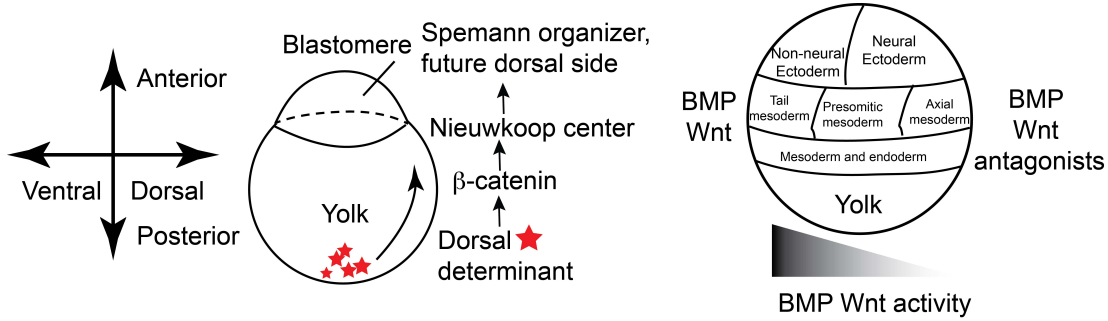 Anterior
Ventral
Dorsal
Posterior
Blastomere
Yolk
Spemann organizer,
future dorsal side
Nieuwkoop center
β-catenin
Dorsal
determinant
BMP
Wnt
Non-neural
Ectoderm
Neural
Ectoderm
Tail
mesoderm
Presomitic
mesoderm
Axial
mesoderm
Mesoderm and endoderm
Yolk
BMP
Wnt
antagonists
BMP Wnt activity